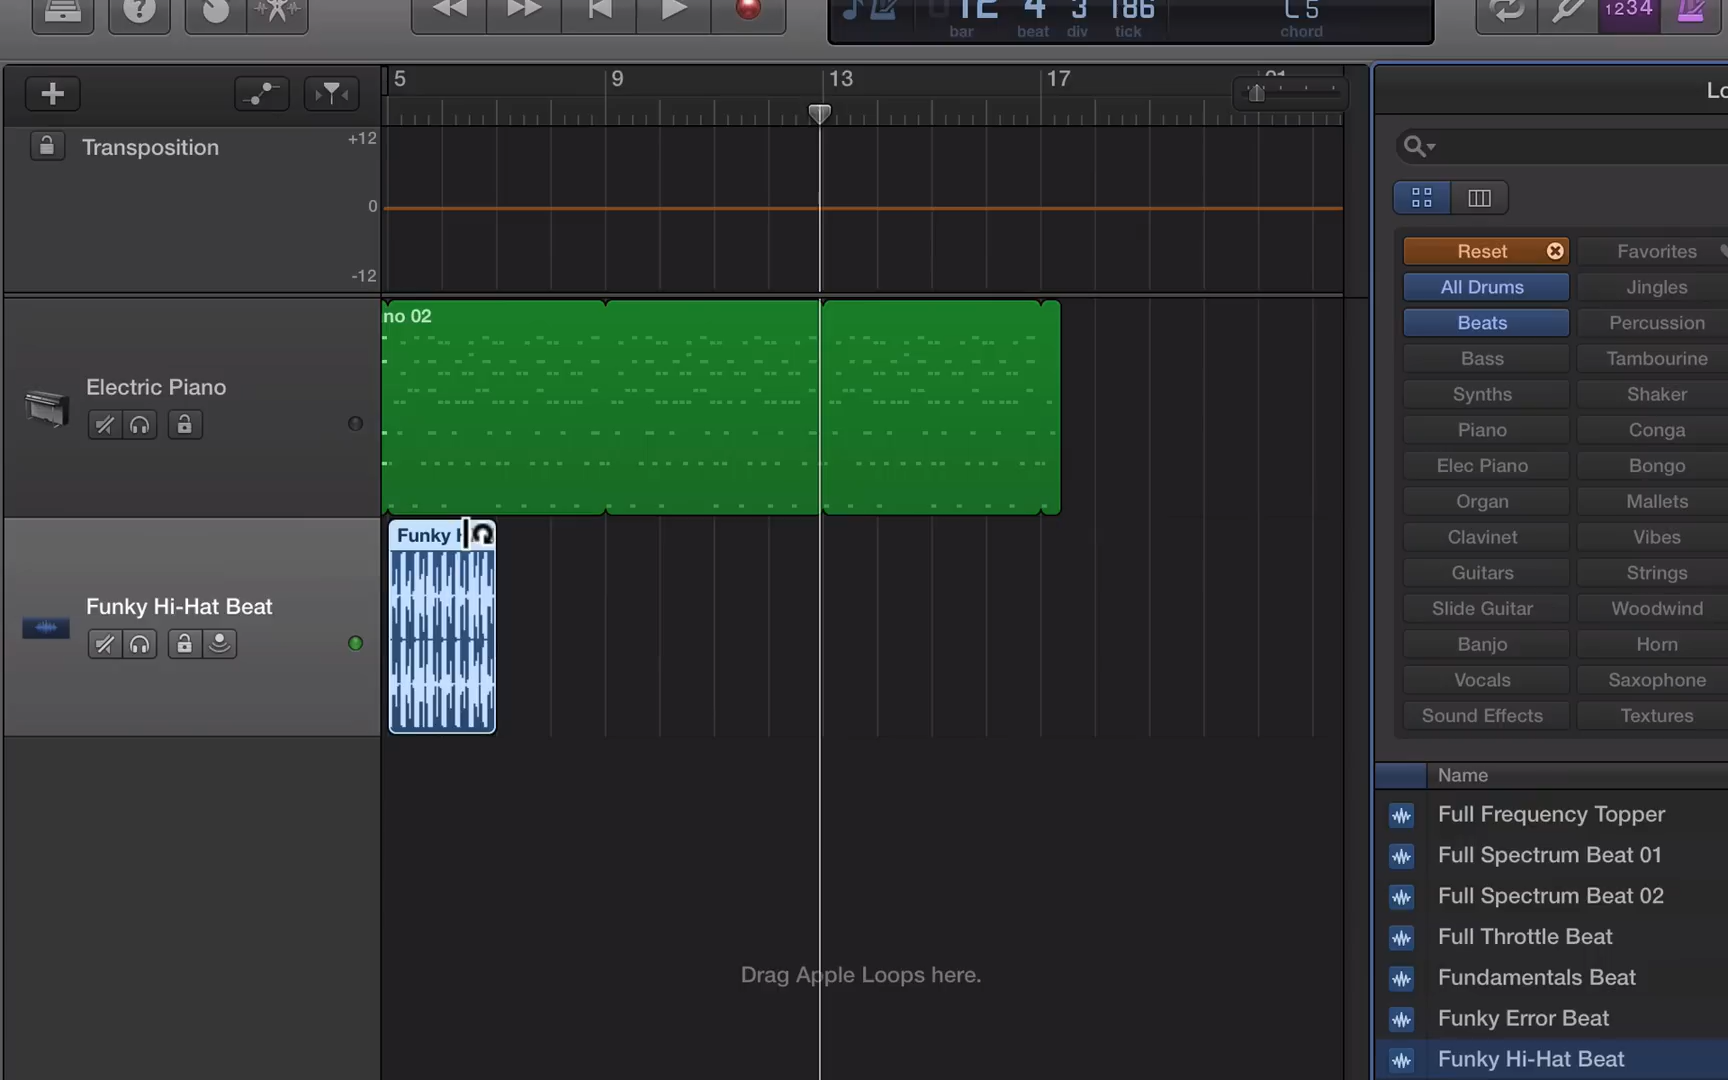 12 4 3 186
bar beat div tick chord
1234
5 9 13 17
Transposition
+12
0
-12
no 02
Electric Piano
Funky
Funky Hi-Hat Beat
Drag Apple Loops here.
Reset Favorites
All Drums Jingles
Beats Percussion
Bass Tambourine
Synths Shaker
Piano Conga
Elec Piano Bongo
Organ Mallets
Clavinet Vibes
Guitars Strings
Slide Guitar Woodwind
Banjo Horn
Vocals Saxophone
Sound Effects Textures
Name
Full Frequency Topper
Full Spectrum Beat 01
Full Spectrum Beat 02
Full Throttle Beat
Fundamentals Beat
Funky Error Beat
Funky Hi-Hat Beat